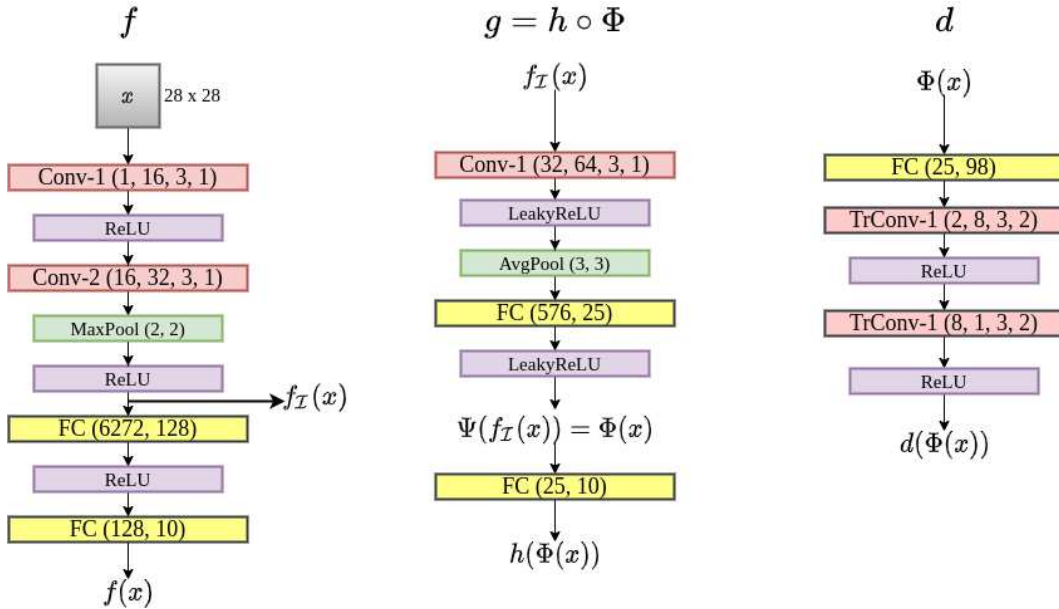 f
x
28 x 28
Conv-1 (1, 16, 3, 1)
ReLU
Conv-2 (16, 32, 3, 1)
MaxPool (2, 2)
ReLU
f_ℐ(x)
FC (6272, 128)
ReLU
FC (128, 10)
f(x)
g = h ∘ Φ
f_ℐ(x)
Conv-1 (32, 64, 3, 1)
LeakyReLU
AvgPool (3, 3)
FC (576, 25)
LeakyReLU
Ψ(f_ℐ(x)) = Φ(x)
FC (25, 10)
h(Φ(x))
d
Φ(x)
FC (25, 98)
TrConv-1 (2, 8, 3, 2)
ReLU
TrConv-1 (8, 1, 3, 2)
ReLU
d(Φ(x))